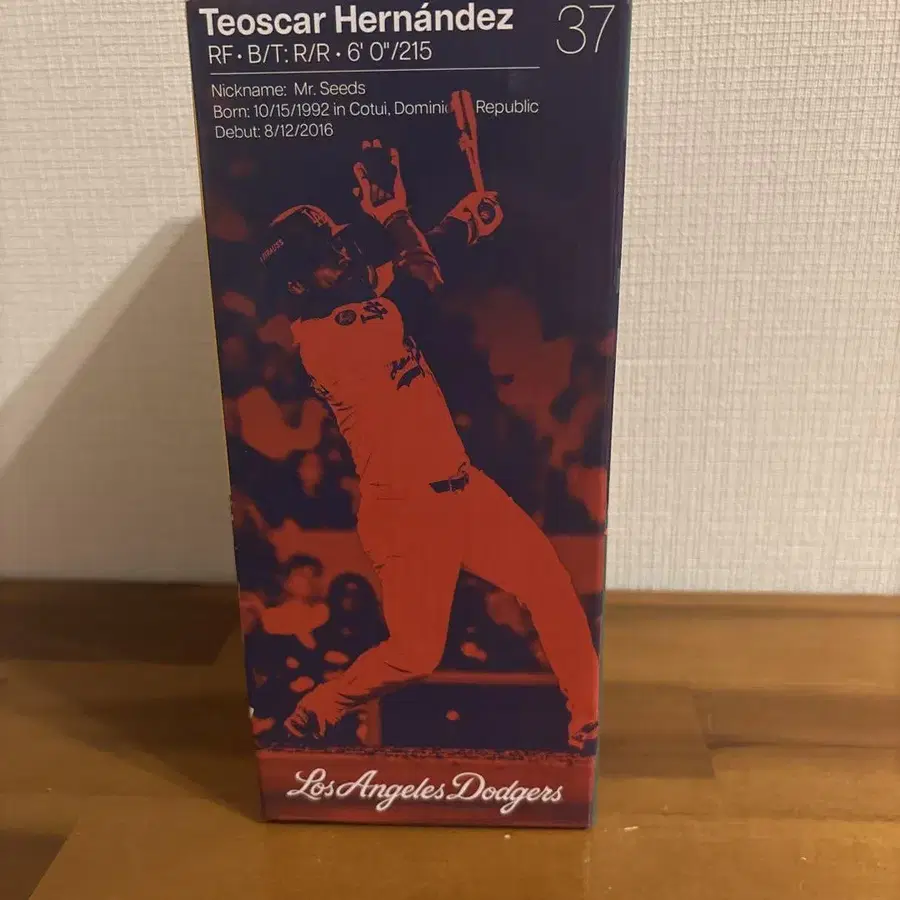 Teoscar Hernández
37
RF • B/T: R/R • 6' 0"/215
Nickname: Mr. Seeds
Born: 10/15/1992 in Cotui, Republic
Debut: 8/12/2016
LA
Los Angeles Dodgers